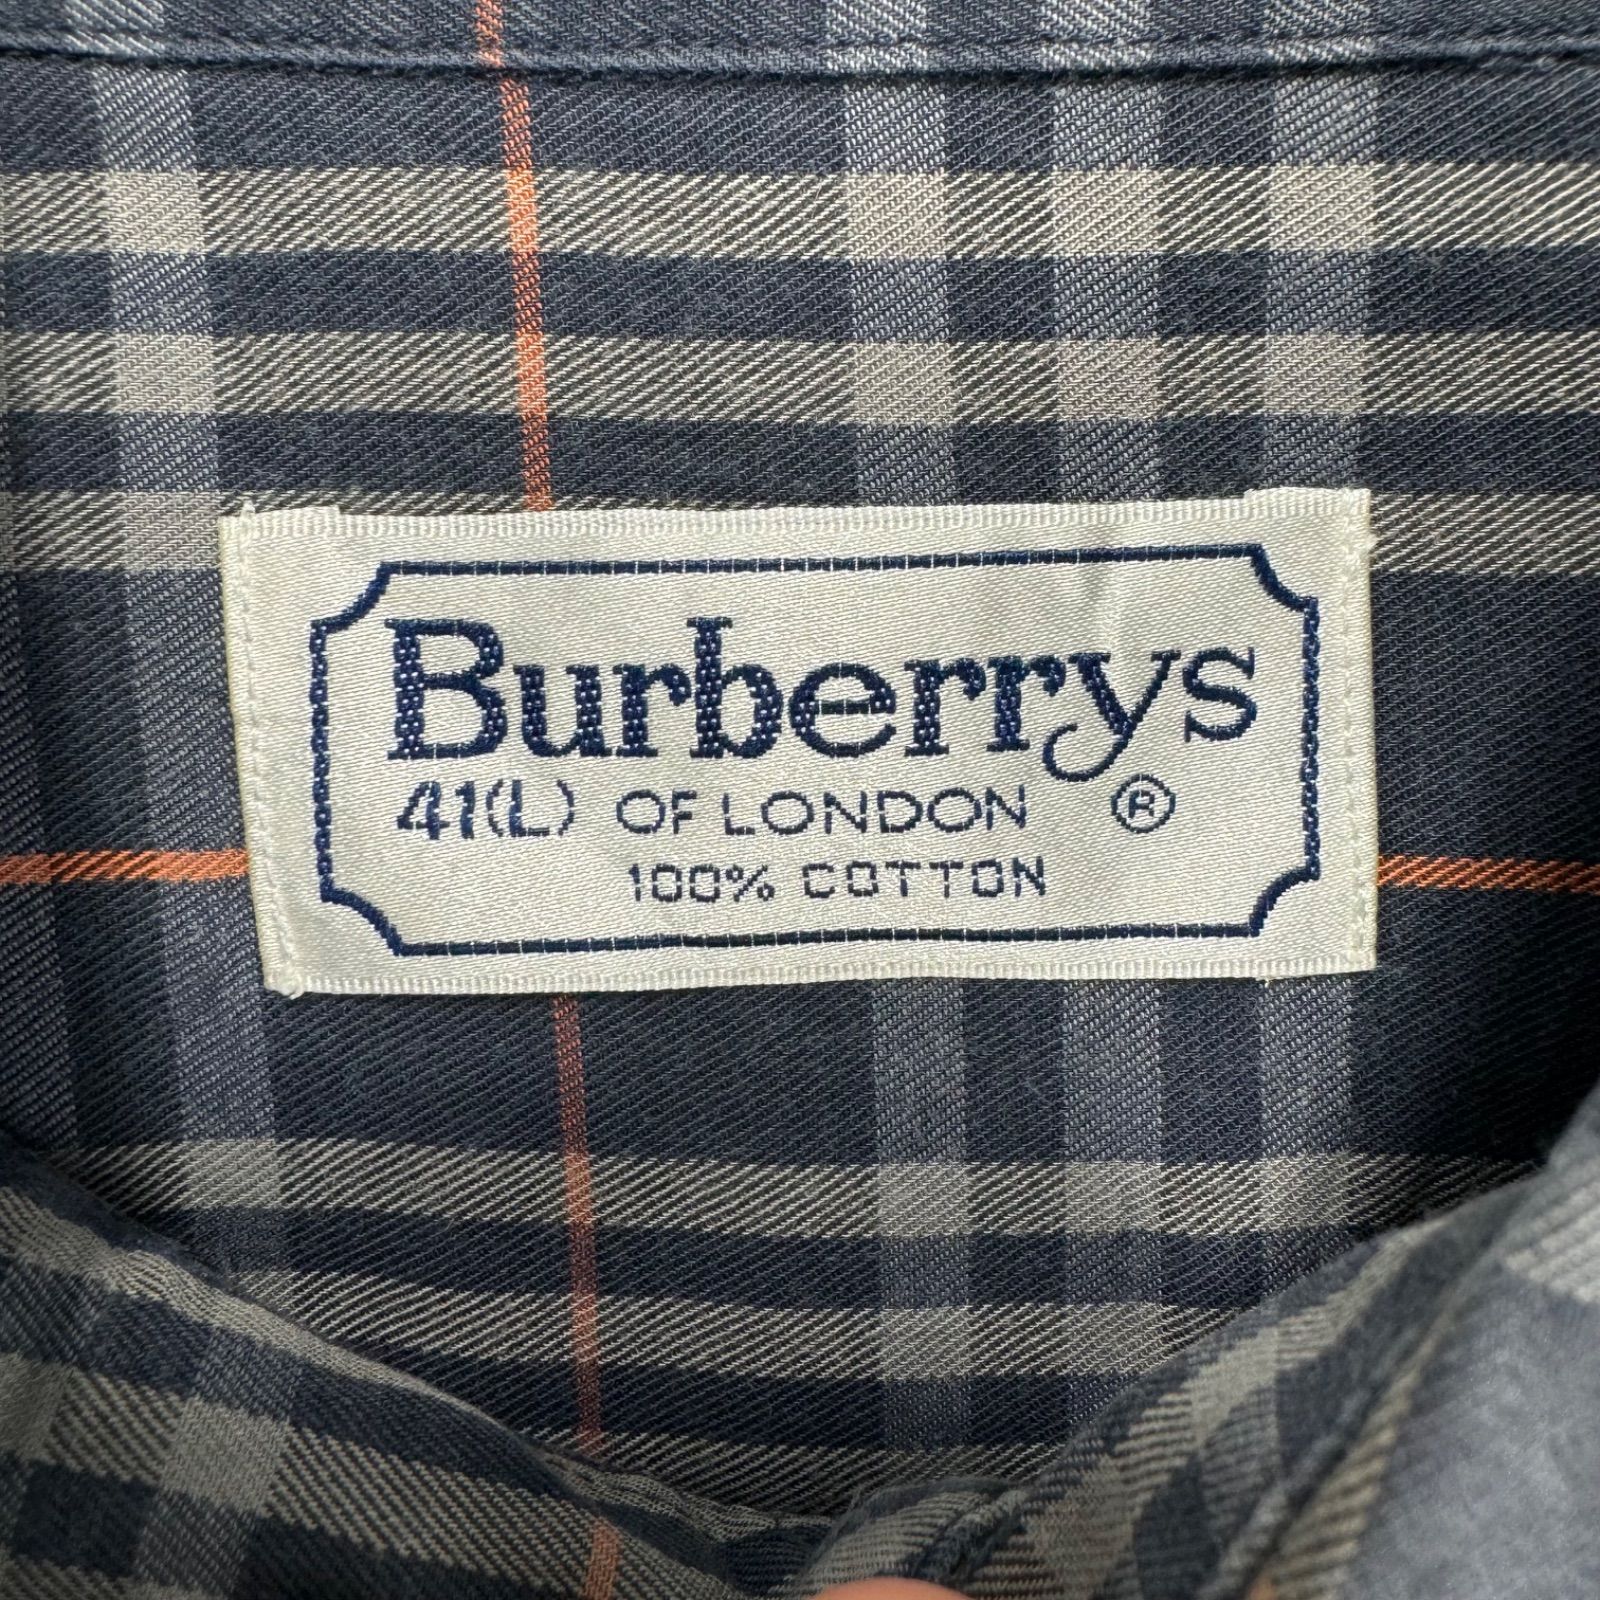 Burberrys
41(L) OF LONDON ®
100% COTTON